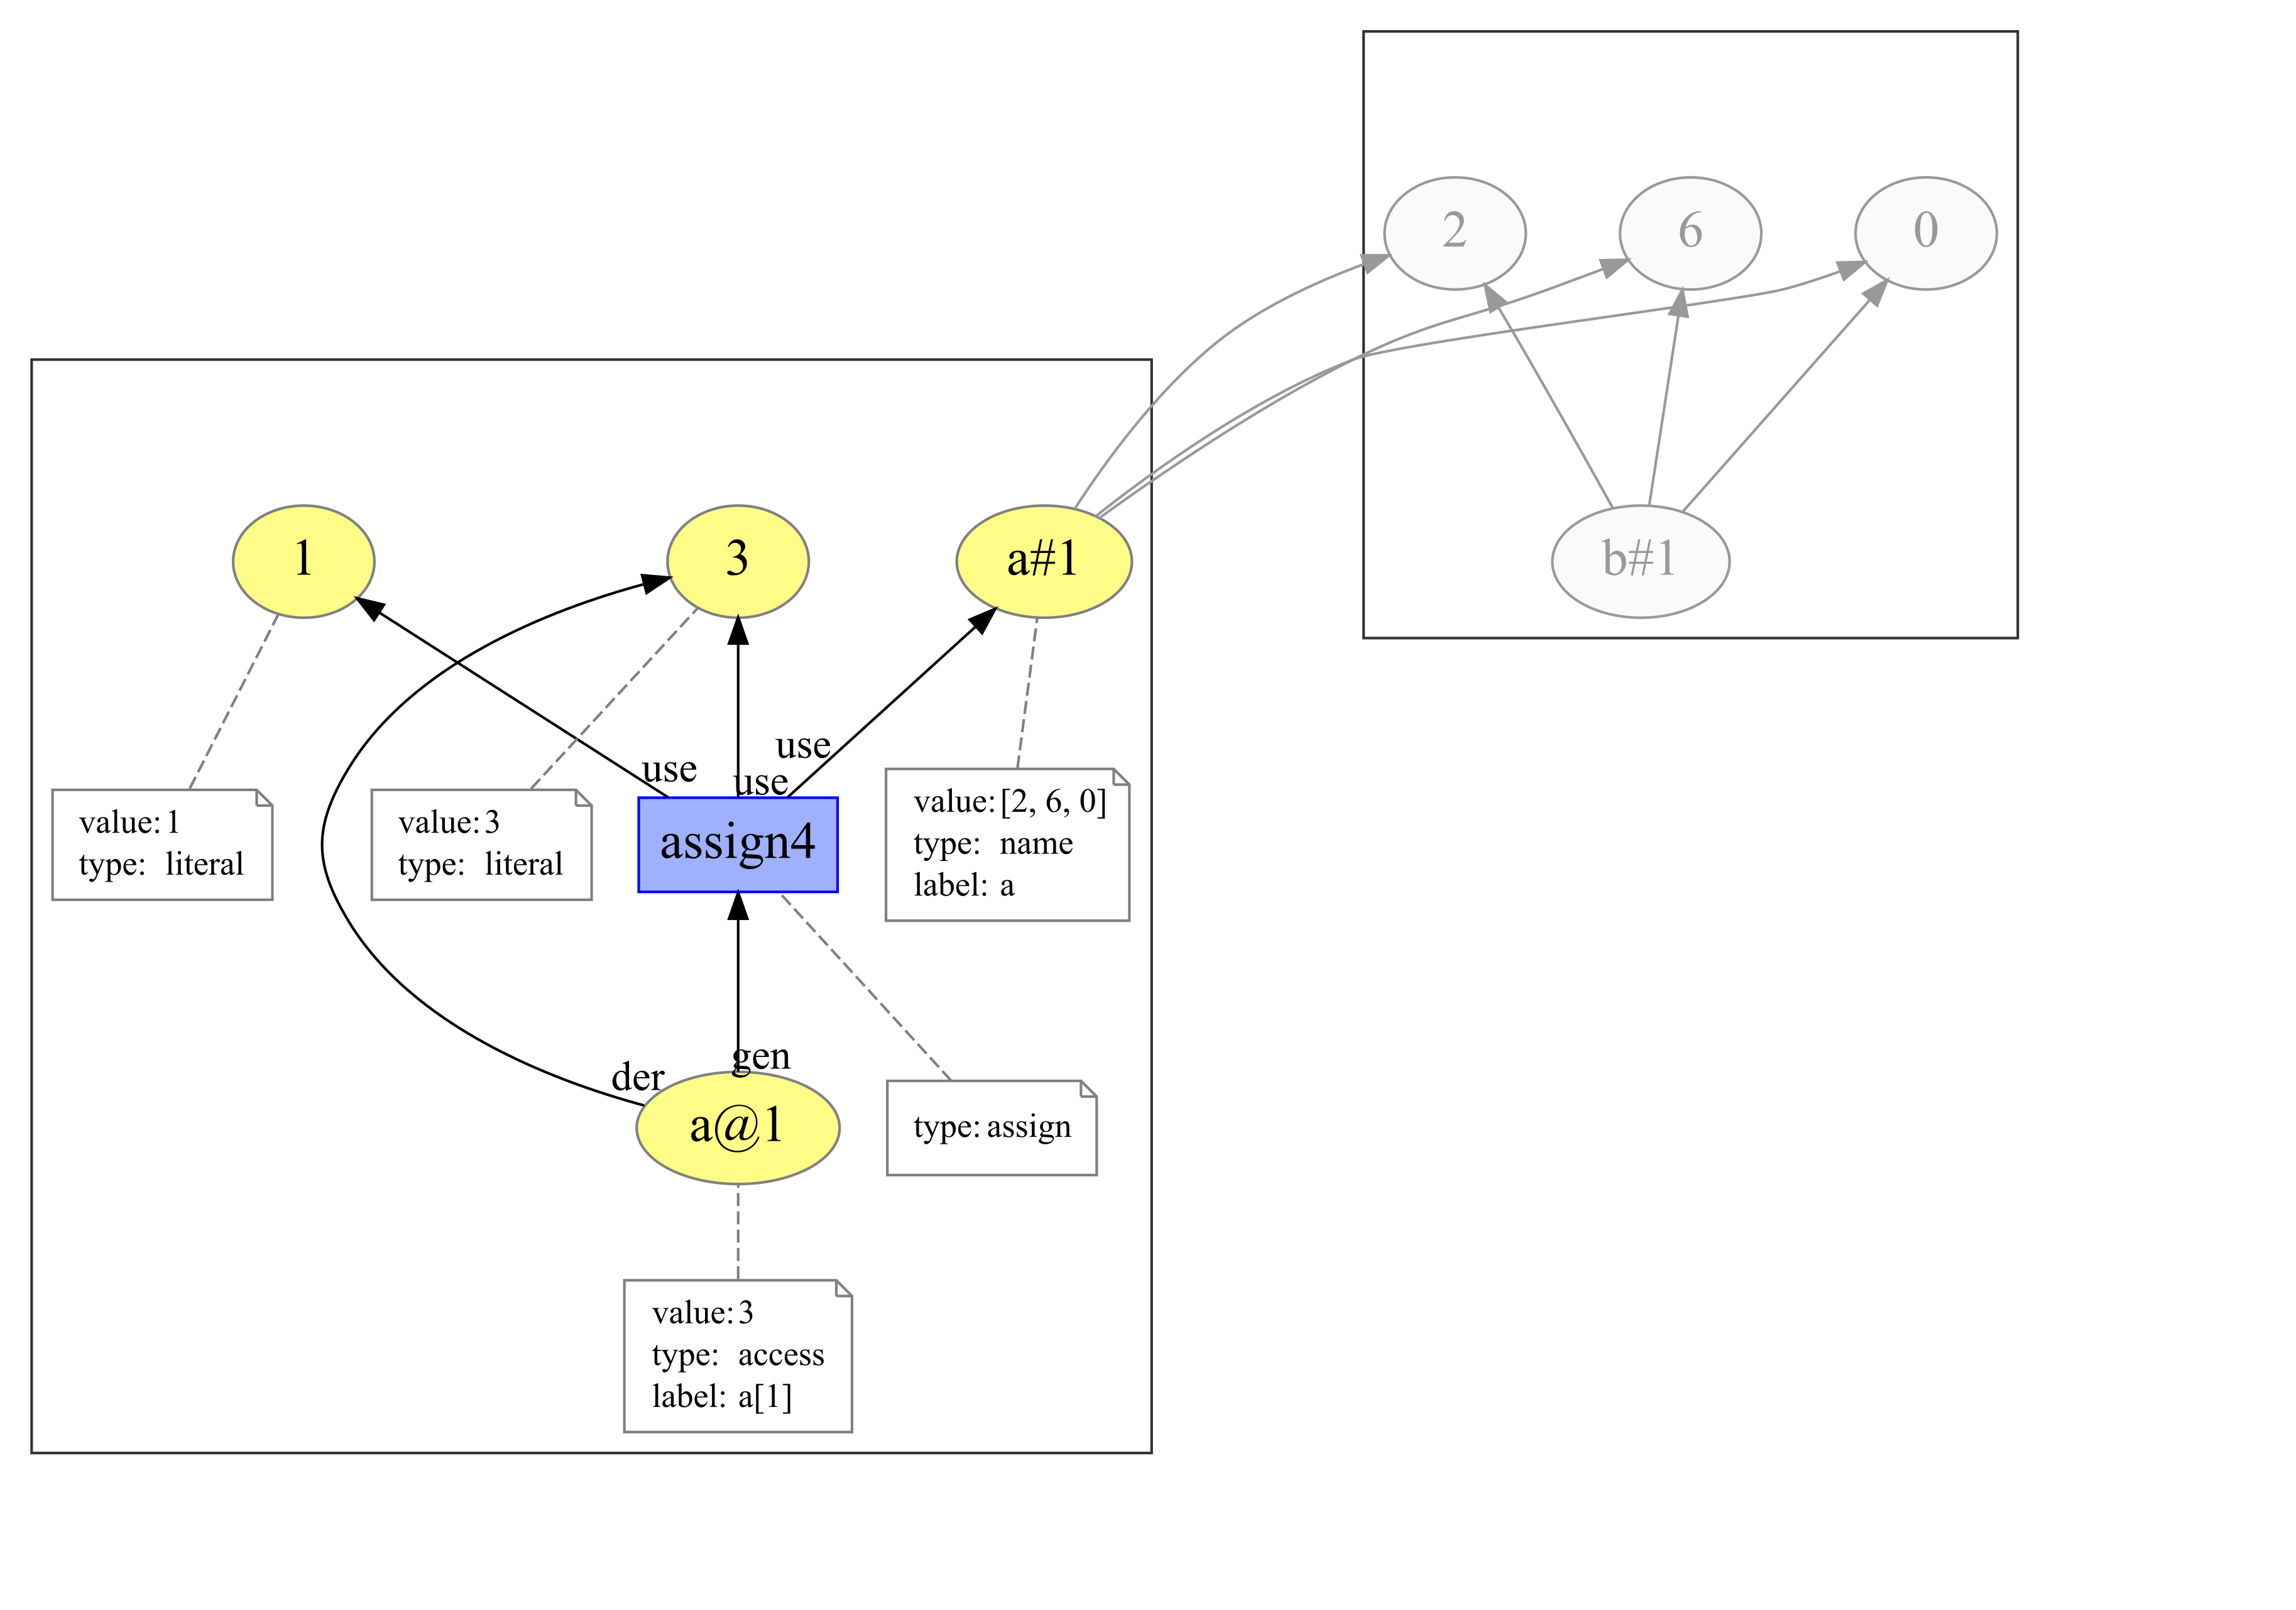 2
6
0
b#1
1
3
a#1
use
use
use
value: 1
type: literal
value: 3
type: literal
assign4
value: [2, 6, 0]
type: name
label: a
der
gen
a@1
type: assign
value: 3
type: access
label: a[1]